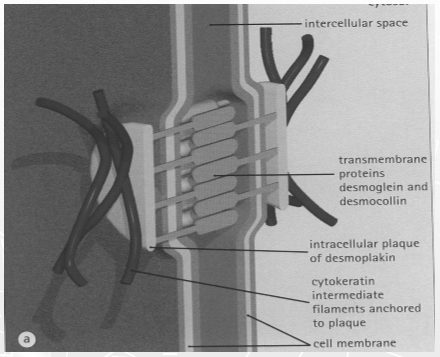 intercellular space
transmembrane
proteins
desmoglein and
desmocollin
intracellular plaque
of desmoplakin
cytokeratin
intermediate
filaments anchored
to plaque
cell membrane
a